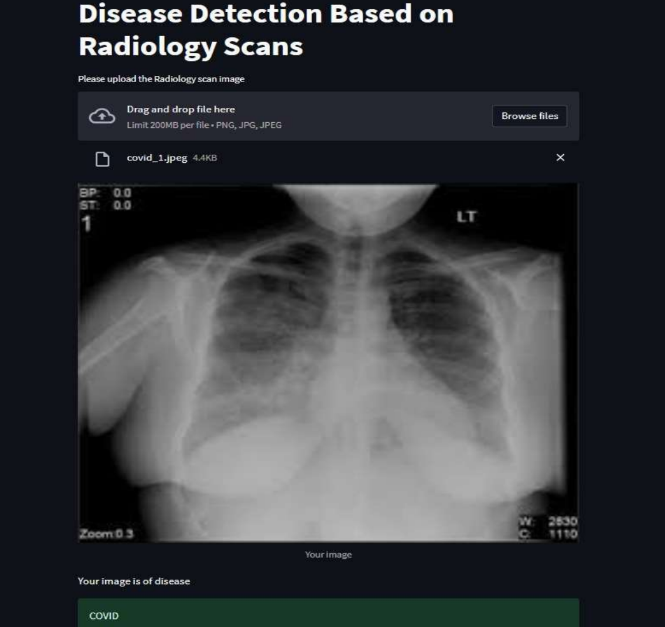 Disease Detection Based on
Radiology Scans
Please upload the Radiology scan image
Drag and drop file here
Limit 200MB per file • PNG, JPG, JPEG
Browse files
covid_1.jpeg 4.4KB
BP: 0.0
ST: 0.0
1
LT
Zoom:0.3
W: 2830
C: 1110
Your image
Your image is of disease
COVID